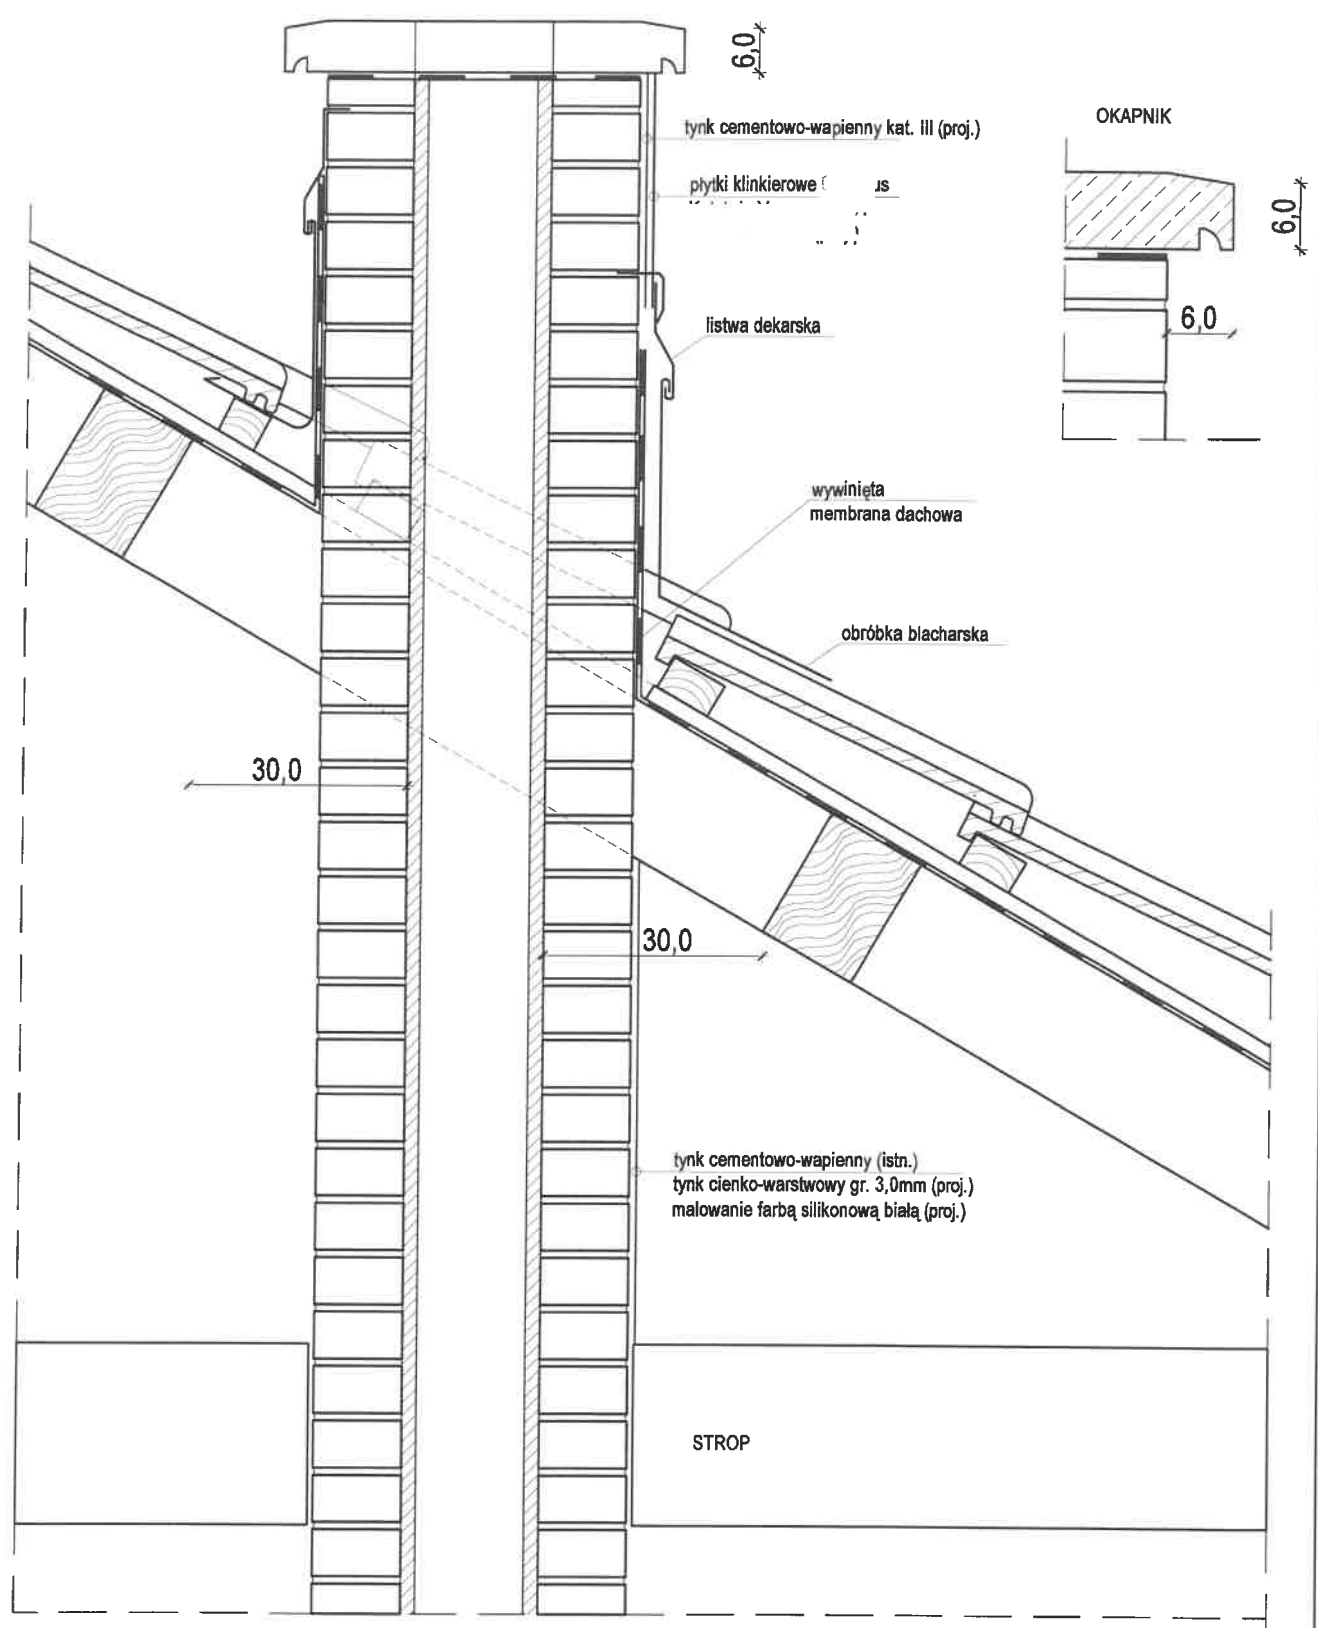 6,0
tynk cementowo-wapienny kat. III (proj.)
OKAPNIK
płytki klinkierowe
6,0
6,0
listwa dekarska
wywinięta
membrana dachowa
obróbka blacharska
30,0
30,0
tynk cementowo-wapienny (istn.)
tynk cienko-warstwowy gr. 3,0mm (proj.)
malowanie farbą silikonową białą (proj.)
STROP